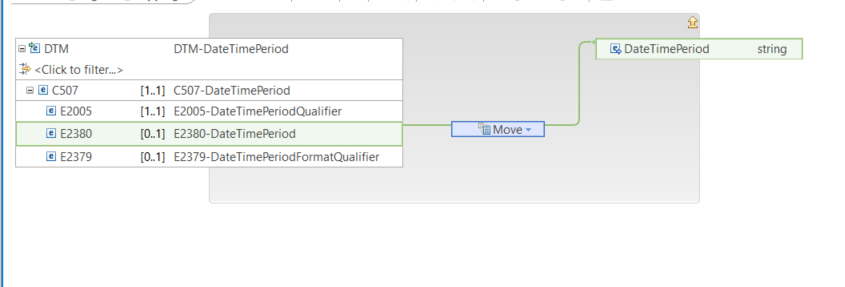 DTM DTM-DateTimePeriod
DateTimePeriod string
<Click to filter...>
C507 [1..1] C507-DateTimePeriod
E2005 [1..1] E2005-DateTimePeriodQualifier
E2380 [0..1] E2380-DateTimePeriod
Move
E2379 [0..1] E2379-DateTimePeriodFormatQualifier